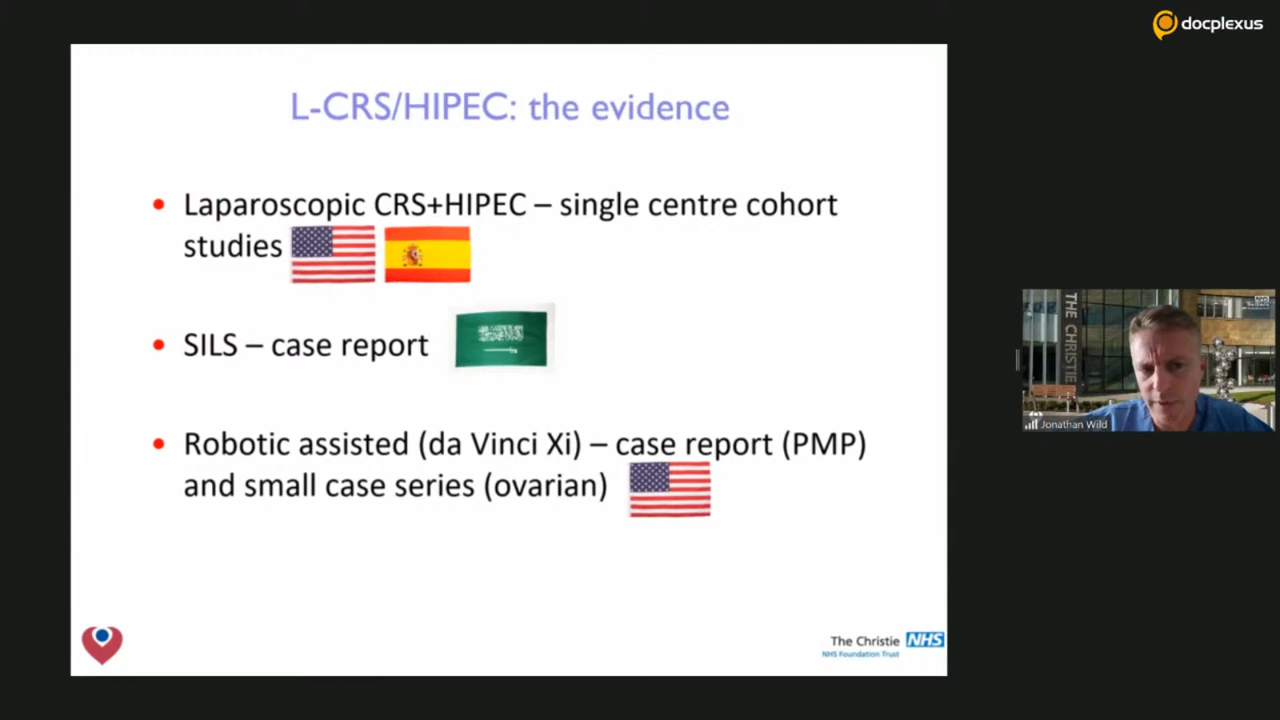 docplexus
L-CRS/HIPEC: the evidence
• Laparoscopic CRS+HIPEC – single centre cohort
studies
• SILS – case report
• Robotic assisted (da Vinci Xi) – case report (PMP)
and small case series (ovarian)
The Christie NHS
NHS Foundation Trust
THE CHRISTIE
Jonathan Wild